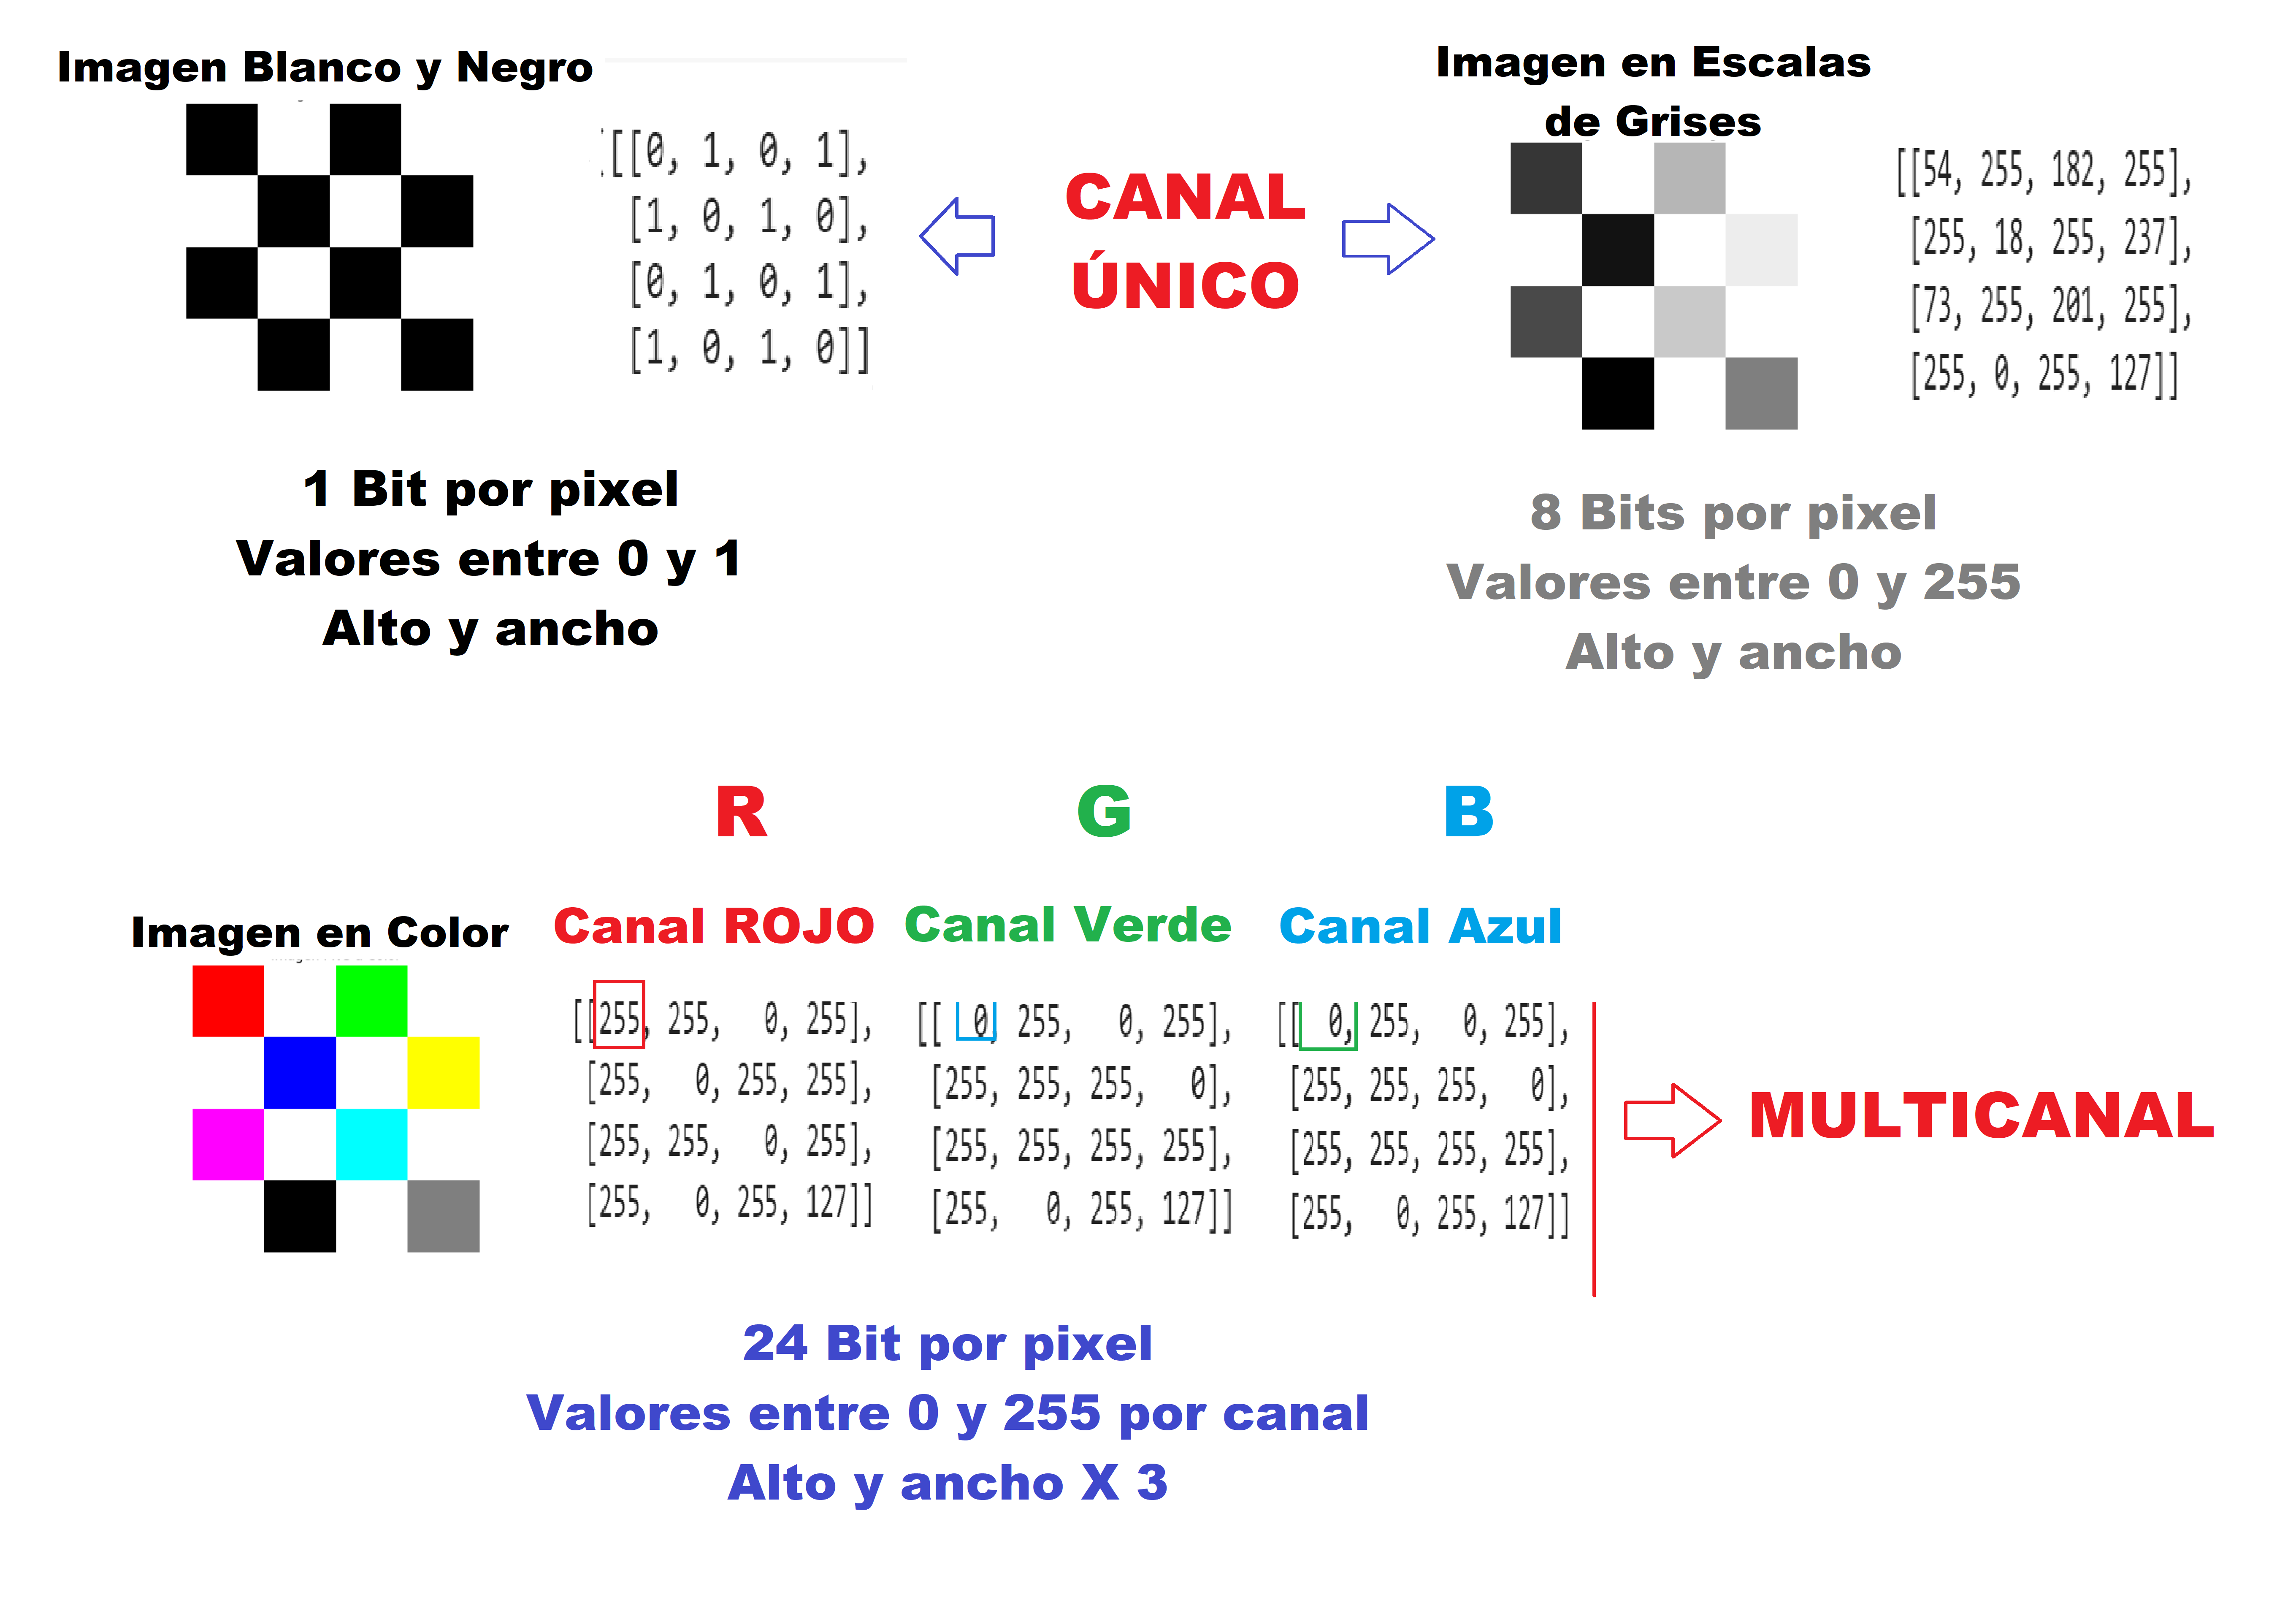 Imagen Blanco y Negro
[[0, 1, 0, 1],
[1, 0, 1, 0],
[0, 1, 0, 1],
[1, 0, 1, 0]]
1 Bit por pixel
Valores entre 0 y 1
Alto y ancho
CANAL
ÚNICO
Imagen en Escalas
de Grises
[[54, 255, 182, 255],
[255, 18, 255, 237],
[73, 255, 201, 255],
[255, 0, 255, 127]]
8 Bits por pixel
Valores entre 0 y 255
Alto y ancho
Imagen en Color
R
Canal ROJO
[[255, 255, 0, 255],
[255, 0, 255, 255],
[255, 255, 0, 255],
[255, 0, 255, 127]]
G
Canal Verde
[[ 0, 255, 0, 255],
[255, 255, 255, 0],
[255, 255, 255, 255],
[255, 0, 255, 127]]
B
Canal Azul
[[ 0, 255, 0, 255],
[255, 255, 255, 0],
[255, 255, 255, 255],
[255, 0, 255, 127]]
MULTICANAL
24 Bit por pixel
Valores entre 0 y 255 por canal
Alto y ancho X 3